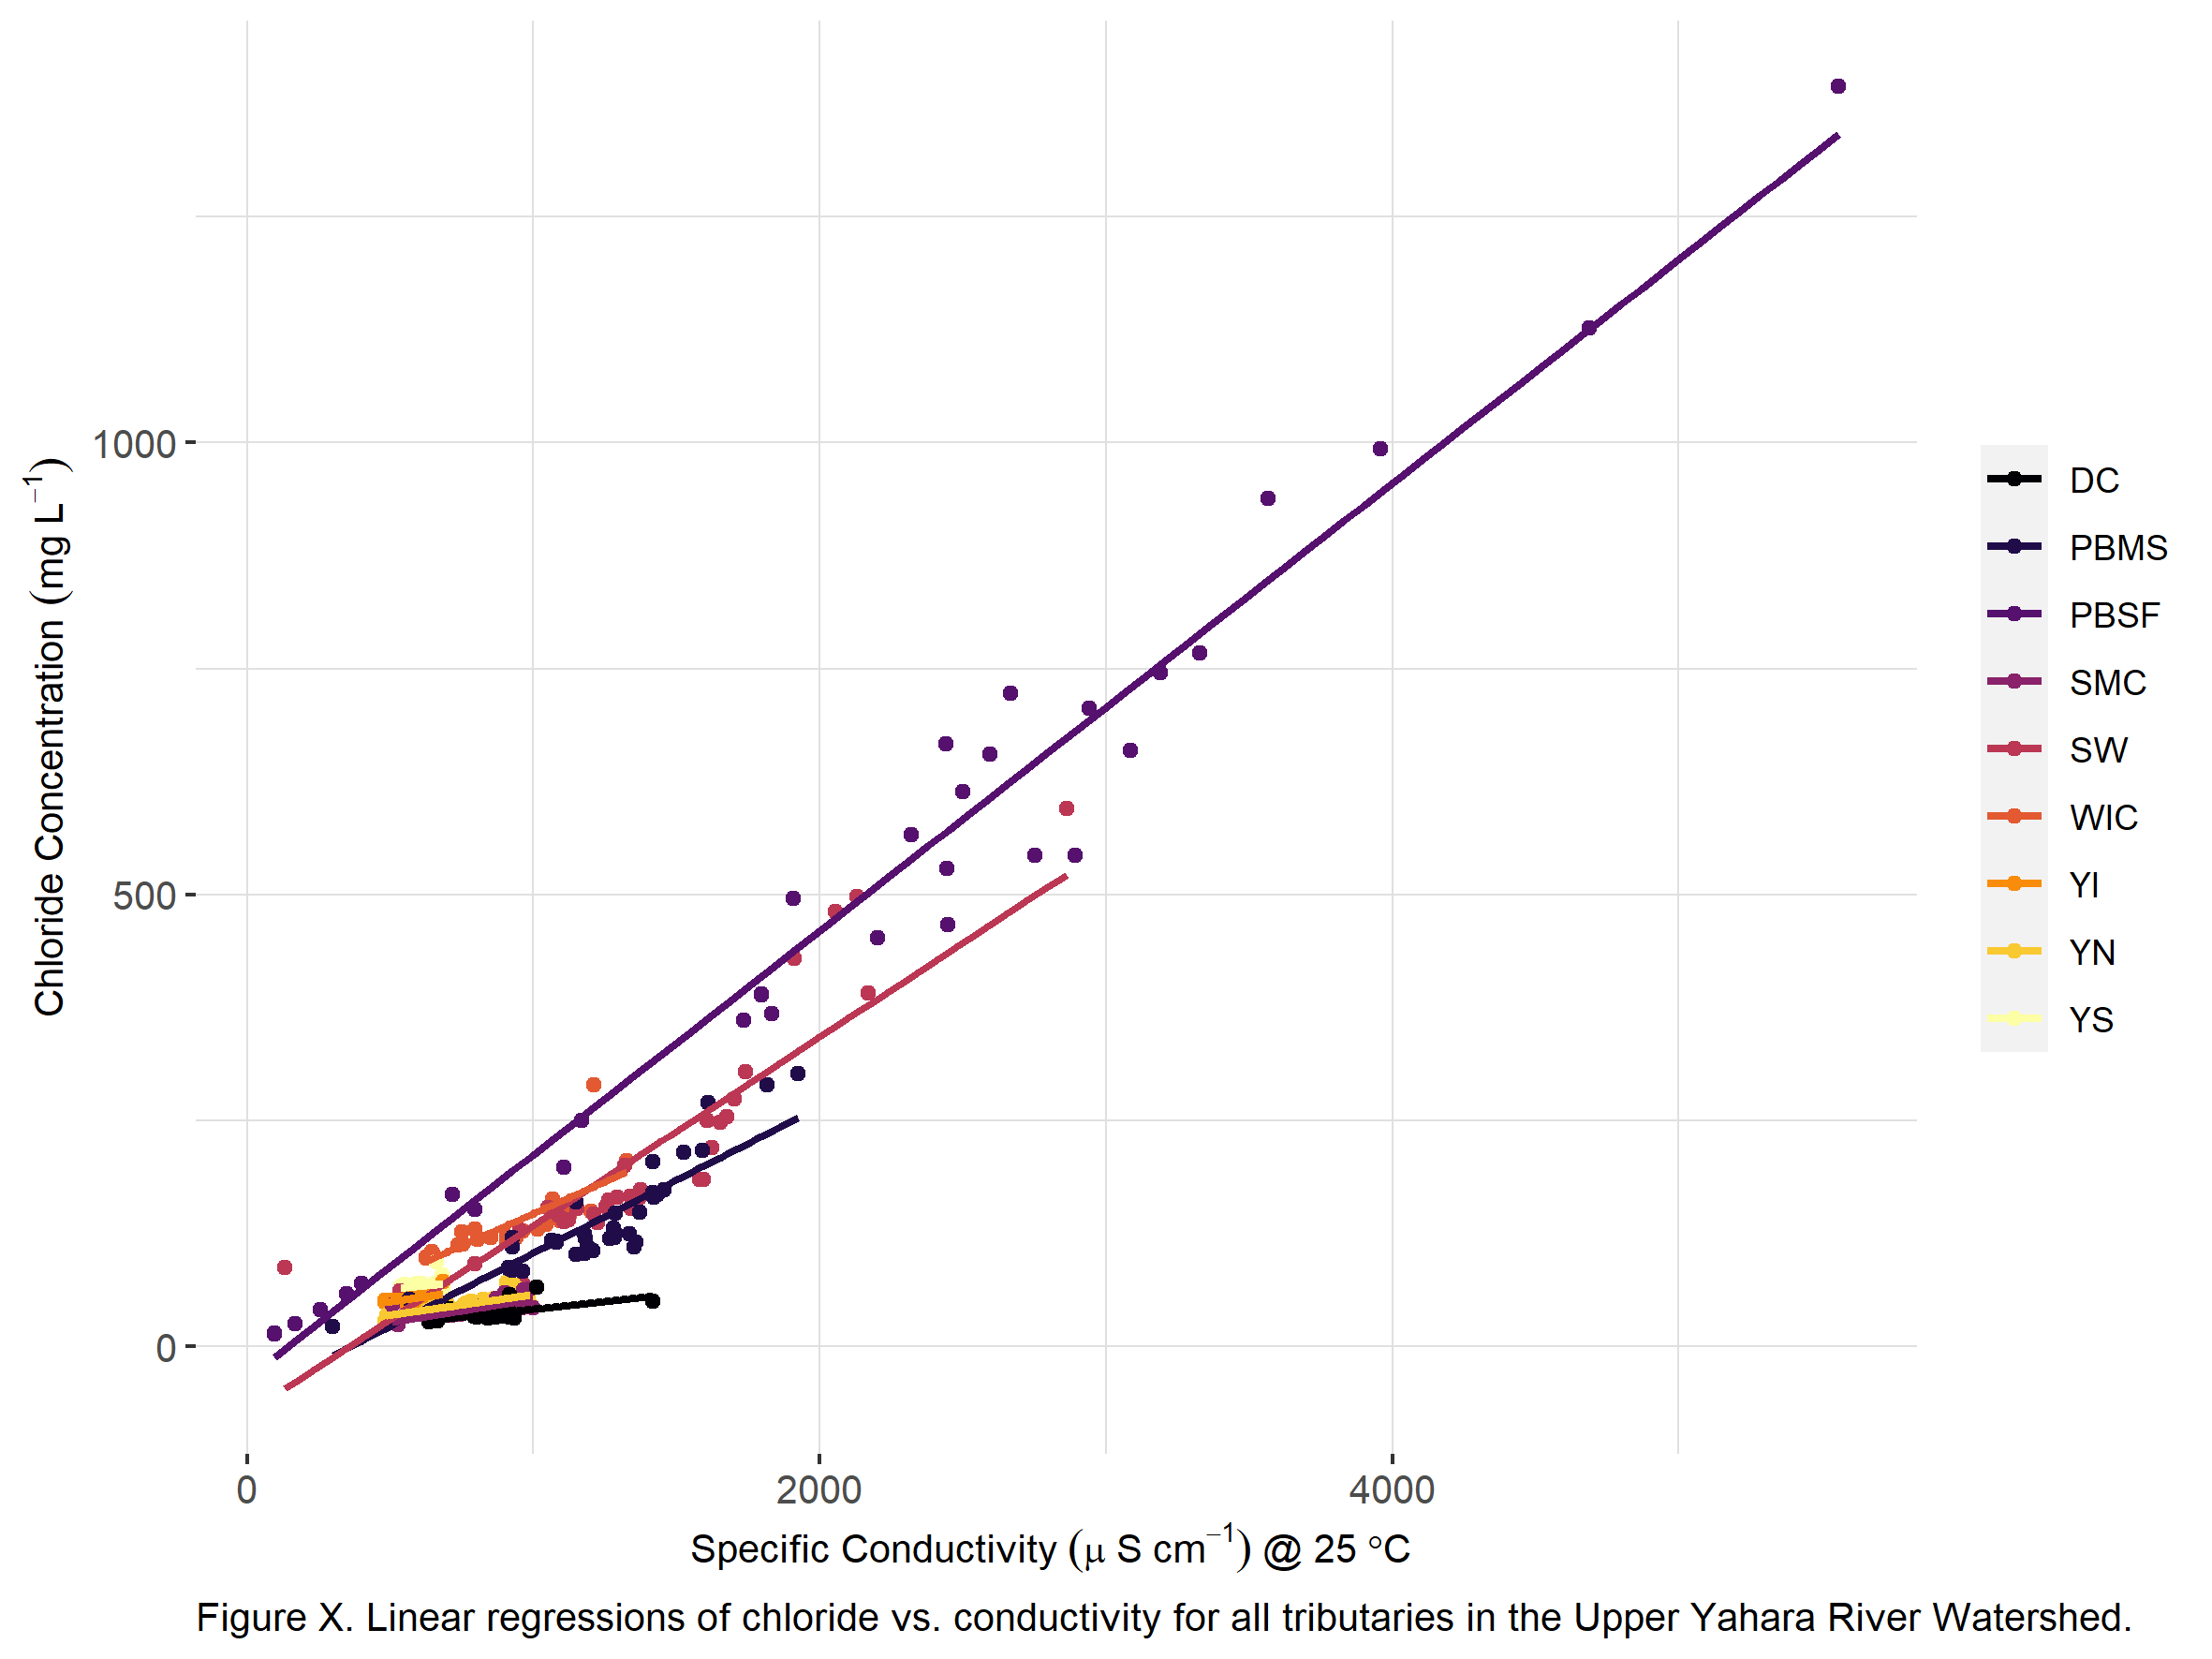 Chloride Concentration (mg L⁻¹)
1000
500
0
0 2000 4000
Specific Conductivity (μ S cm⁻¹) @ 25 °C
DC
PBMS
PBSF
SMC
SW
WIC
YI
YN
YS
Figure X. Linear regressions of chloride vs. conductivity for all tributaries in the Upper Yahara River Watershed.